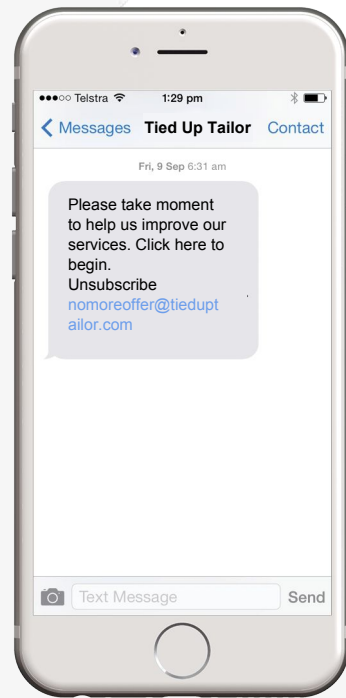 Telstra 1:29 pm
Messages Tied Up Tailor Contact
Fri, 9 Sep 6:31 am
Please take moment
to help us improve our
services. Click here to
begin.
Unsubscribe
nomoreoffer@tiedupt
ailor.com
Text Message Send